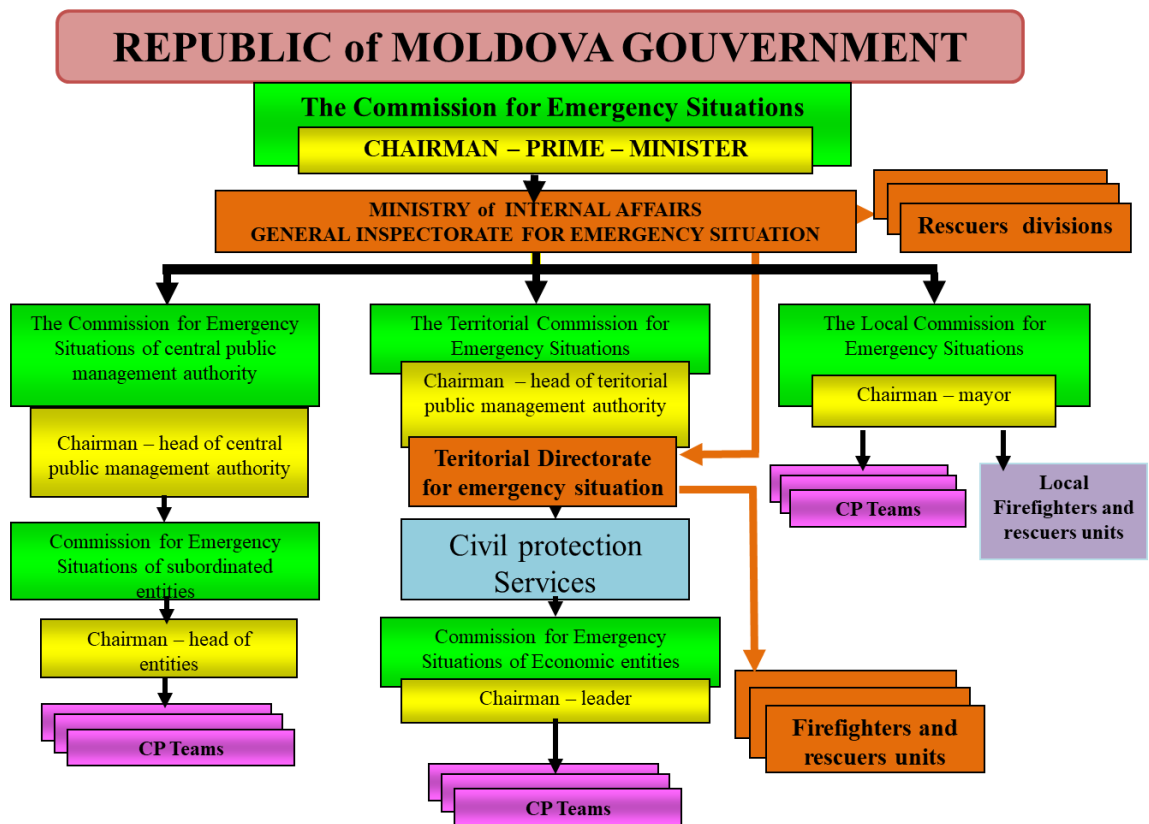 REPUBLIC of MOLDOVA GOUVERNMENT
The Commission for Emergency Situations
CHAIRMAN – PRIME – MINISTER
MINISTRY of INTERNAL AFFAIRS
GENERAL INSPECTORATE FOR EMERGENCY SITUATION
Rescuers divisions
The Commission for Emergency
Situations of central public
management authority
Chairman – head of central
public management authority
Commission for Emergency
Situations of subordinated
entities
Chairman – head of
entities
CP Teams
The Territorial Commission for
Emergency Situations
Chairman – head of teritorial
public management authority
Teritorial Directorate
for emergency situation
Civil protection
Services
Commission for Emergency
Situations of Economic entities
Chairman – leader
CP Teams
Firefighters and
rescuers units
The Local Commission for
Emergency Situations
Chairman – mayor
CP Teams
Local
Firefighters and
rescuers units